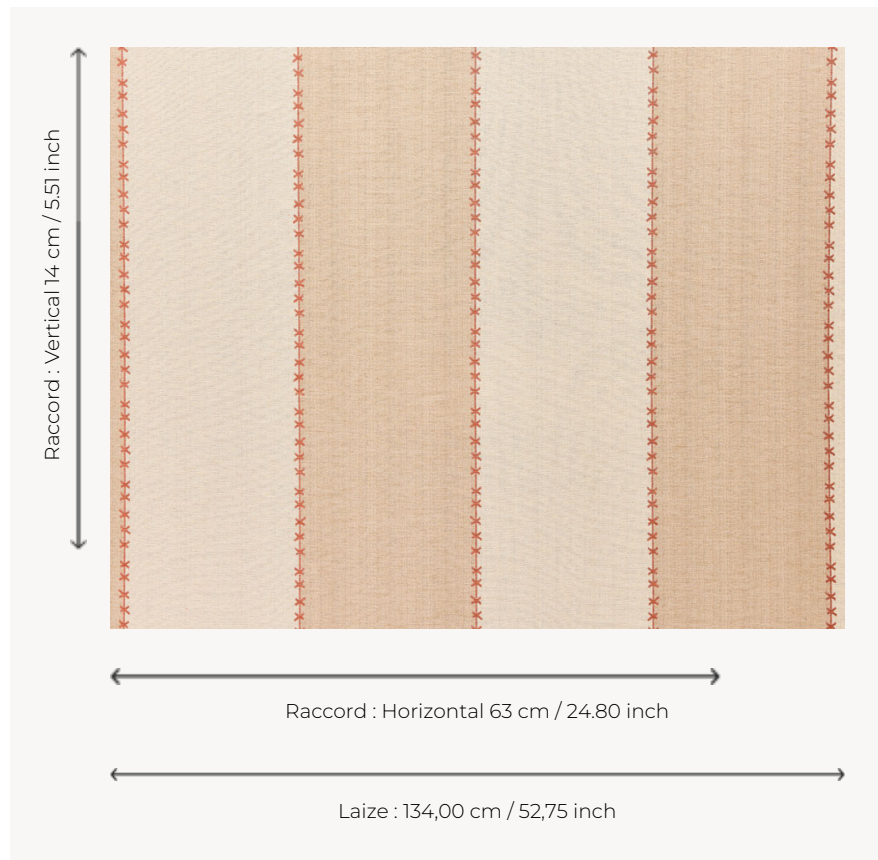 Raccord : Vertical 14 cm / 5.51 inch
Raccord : Horizontal 63 cm / 24.80 inch
Laize : 134,00 cm / 52,75 inch